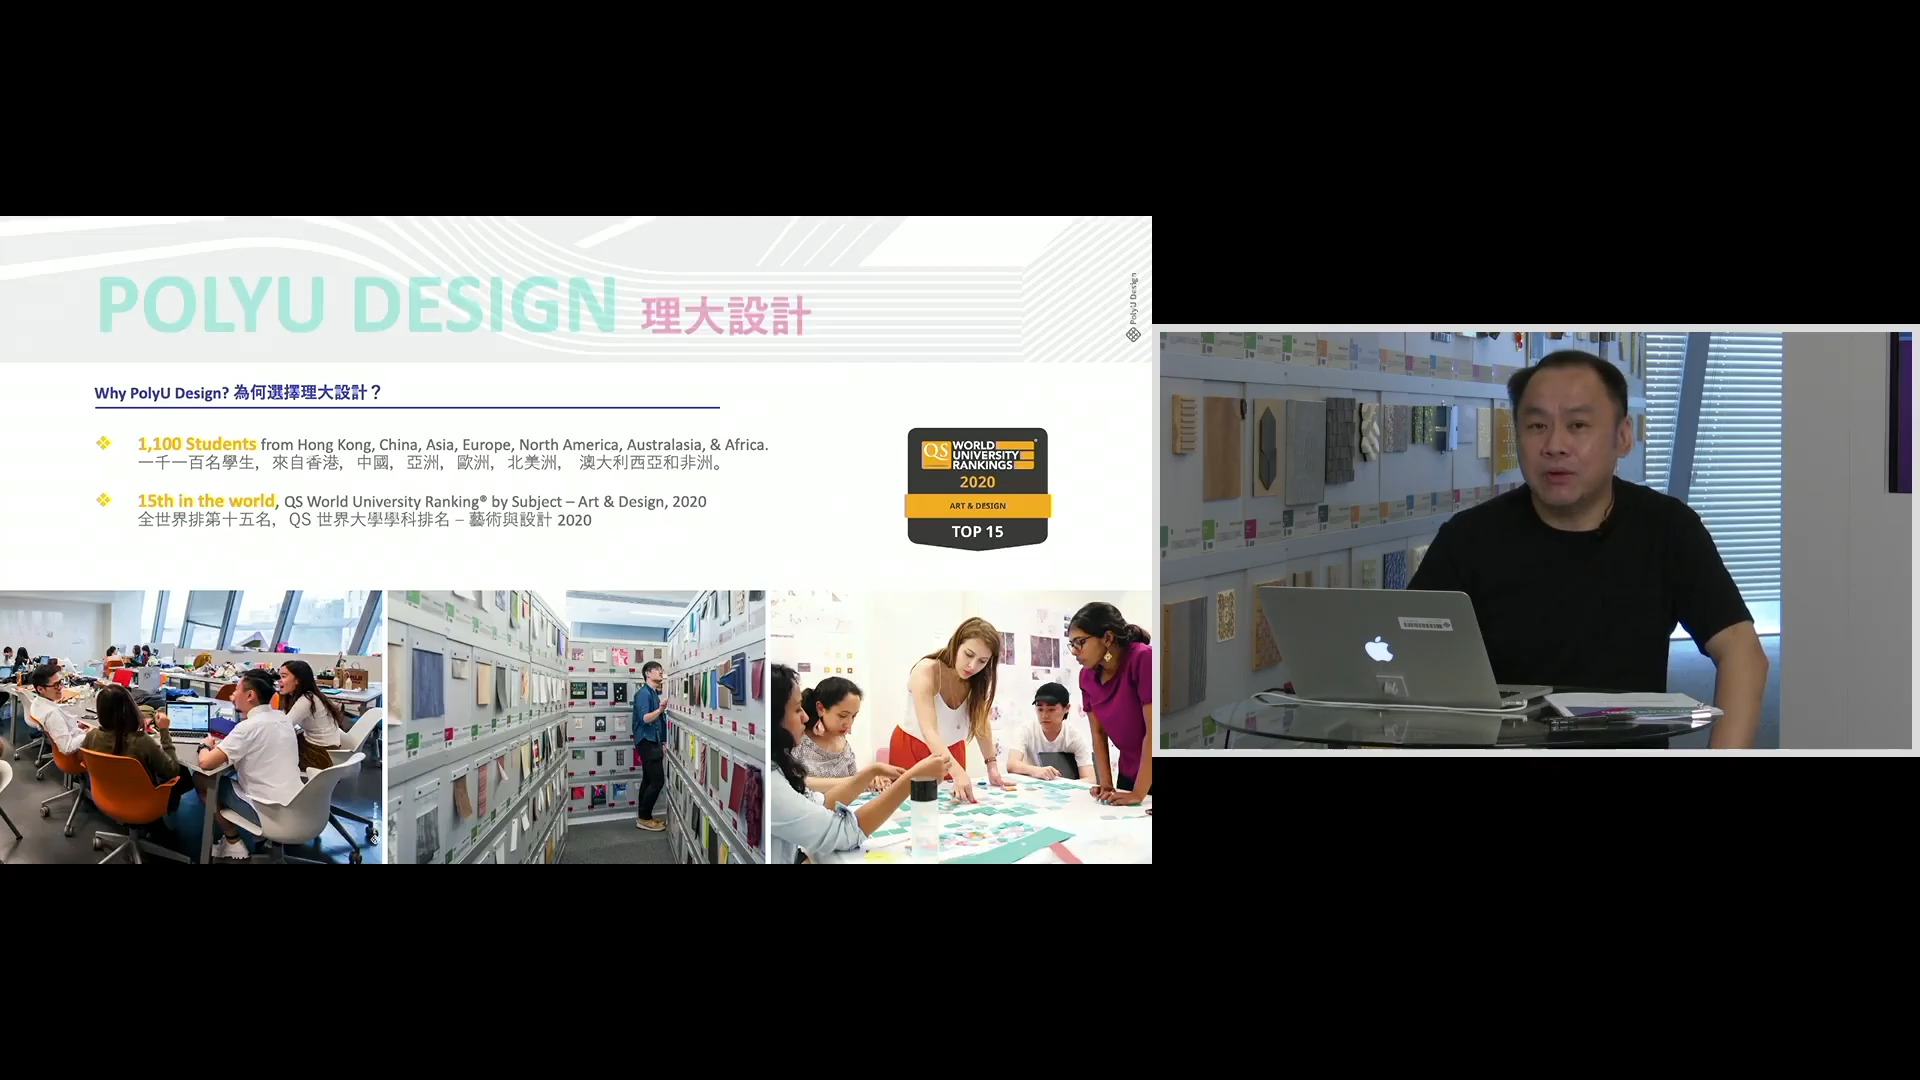 POLYU DESIGN 理大設計
PolyU Design
Why PolyU Design? 為何選擇理大設計？
1,100 Students from Hong Kong, China, Asia, Europe, North America, Australasia, & Africa.
一千一百名學生，來自香港，中國，亞洲，歐洲，北美洲， 澳大利西亞和非洲。
15th in the world, QS World University Ranking® by Subject – Art & Design, 2020
全世界排第十五名，QS 世界大學學科排名 – 藝術與設計 2020
QS WORLD
UNIVERSITY
RANKINGS
2020
ART & DESIGN
TOP 15